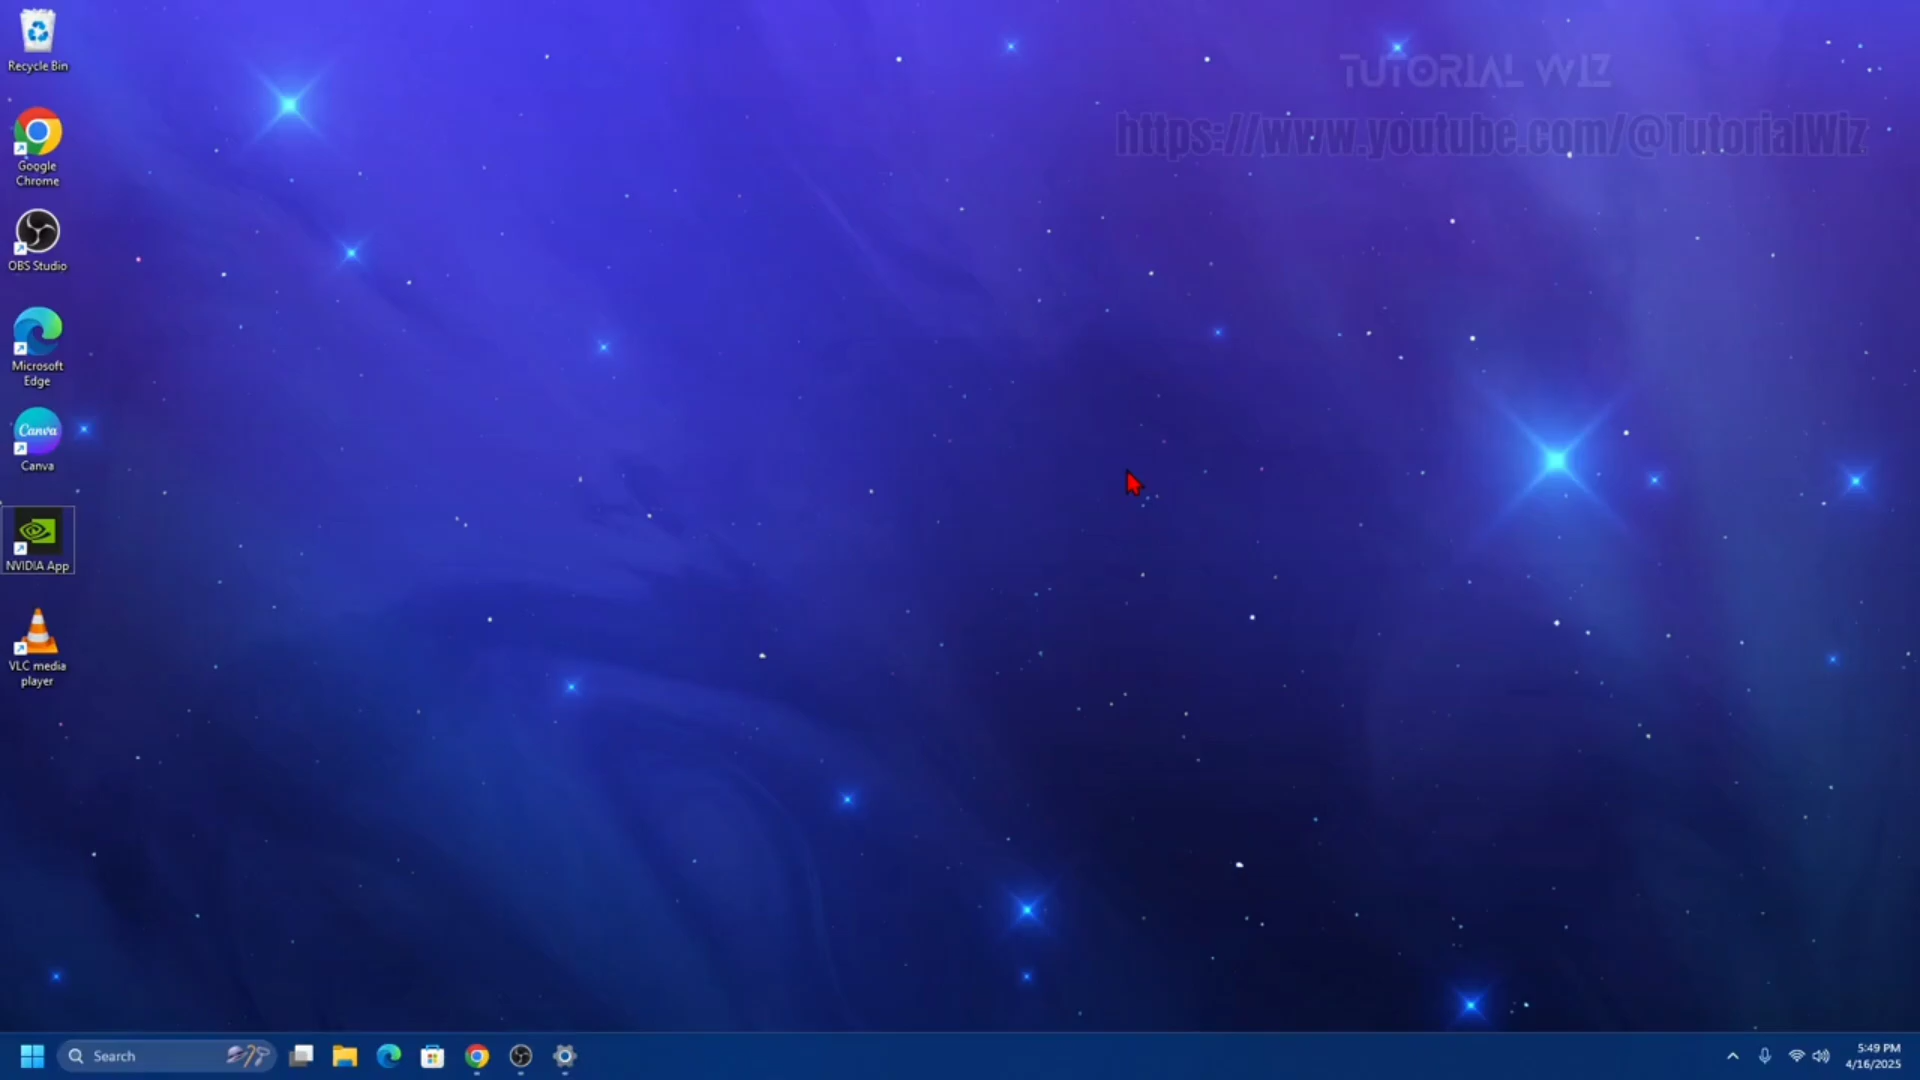 Recycle Bin
TUTORIAL WIZ
https://www.youtube.com/@TutorialWiz
Google
Chrome
OBS Studio
Microsoft
Edge
Canva
Canva
NVIDIA App
VLC media
player
Search
5:49 PM
4/16/2025